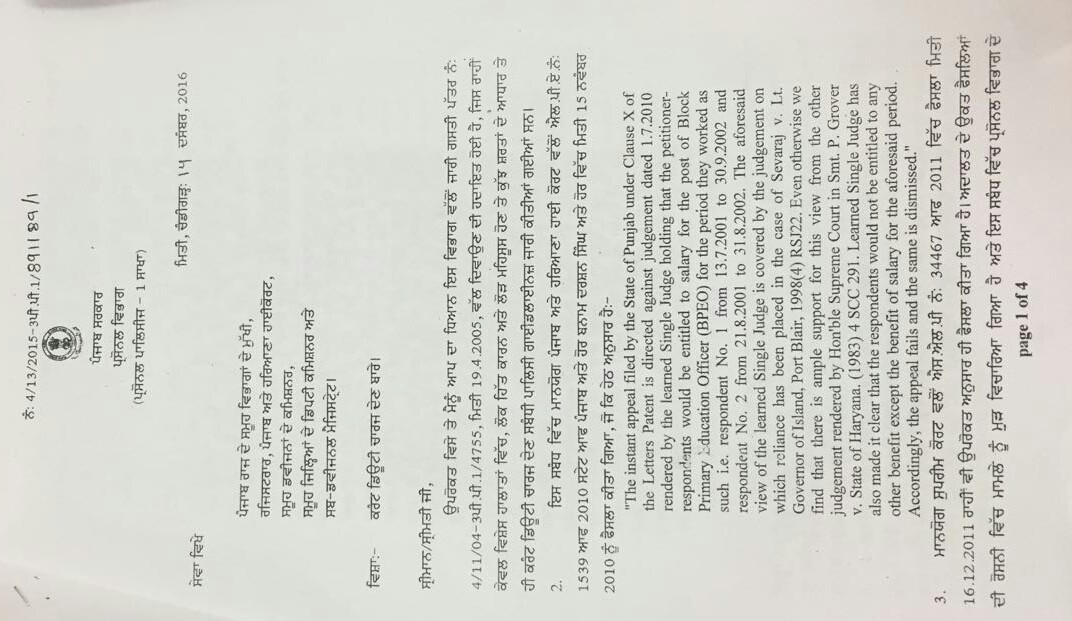 ਨੰ: 4/13/2015-3ਪੀ.ਪੀ.1/
ਪੰਜਾਬ ਸਰਕਾਰ
ਪ੍ਰਸੋਨਲ ਵਿਭਾਗ
(ਪ੍ਰਸੋਨਲ ਪਾਲਿਸੀਜ - 1 ਸ਼ਾਖਾ)
ਮਿਤੀ, ਚੰਡੀਗੜ੍ਹ: 14 ਦਸੰਬਰ, 2016
ਸੇਵਾ ਵਿਖੇ
ਪੰਜਾਬ ਰਾਜ ਦੇ ਸਮੂਹ ਵਿਭਾਗਾਂ ਦੇ ਮੁੱਖੀ,
ਰਜਿਸਟਰਾਰ, ਪੰਜਾਬ ਅਤੇ ਹਰਿਆਣਾ ਹਾਈਕੋਰਟ,
ਸਮੂਹ ਡਵੀਜਨਾਂ ਦੇ ਕਮਿਸ਼ਨਰ,
ਸਮੂਹ ਜਿਲ੍ਹਿਆਂ ਦੇ ਡਿਪਟੀ ਕਮਿਸ਼ਨਰ ਅਤੇ
ਸਬ-ਡਵੀਜਨਲ ਮੈਜਿਸਟ੍ਰੇਟ।
ਵਿਸ਼ਾ:- ਕਰੰਟ ਡਿਊਟੀ ਚਾਰਜ ਦੇਣ ਬਾਰੇ।
ਸ੍ਰੀਮਾਨ/ਸ੍ਰੀਮਤੀ ਜੀ,
ਉਪਰੋਕਤ ਵਿਸ਼ੇ ਤੇ ਮੈਨੂੰ ਆਪ ਦਾ ਧਿਆਨ ਇਸ ਵਿਭਾਗ ਵੱਲੋਂ ਜਾਰੀ ਗਸ਼ਤੀ ਪੱਤਰ ਨੰ:
4/11/04-3ਪੀ.ਪੀ.1/4755, ਮਿਤੀ 19.4.2005, ਵੱਲ ਦਿਵਾਉਣ ਦੀ ਹਦਾਇਤ ਹੋਈ ਹੈ, ਜਿਸ ਰਾਹੀਂ
ਕੇਵਲ ਵਿਸ਼ੇਸ਼ ਹਾਲਾਤਾਂ ਵਿੱਚ, ਲੋਕ ਹਿੱਤ ਕਾਰਨ ਅਤੇ ਲੋੜ ਮਹਿਸੂਸ ਹੋਣ ਤੇ ਕੁੱਝ ਸ਼ਰਤਾਂ ਦੇ ਆਧਾਰ ਤੇ
ਹੀ ਕਰੰਟ ਡਿਊਟੀ ਚਾਰਜ ਦੇਣ ਸਬੰਧੀ ਪਾਲਿਸੀ ਗਾਈਡਲਾਈਨਜ਼ ਜਾਰੀ ਕੀਤੀਆਂ ਗਈਆਂ ਸਨ।
2. ਇਸ ਸਬੰਧ ਵਿੱਚ ਮਾਨਯੋਗ ਪੰਜਾਬ ਅਤੇ ਹਰਿਆਣਾ ਹਾਈ ਕੋਰਟ ਵੱਲੋਂ ਐਲ.ਪੀ.ਏ.ਨੰ:
1539 ਆਫ 2010 ਸਟੇਟ ਆਫ ਪੰਜਾਬ ਅਤੇ ਹੋਰ ਬਨਾਮ ਦਰਸ਼ਨ ਸਿੰਘ ਅਤੇ ਹੋਰ ਵਿੱਚ ਮਿਤੀ 15 ਨਵੰਬਰ
2010 ਨੂੰ ਫੈਸਲਾ ਕੀਤਾ ਗਿਆ, ਜੋ ਕਿ ਹੇਠ ਅਨੁਸਾਰ ਹੈ:-
"The instant appeal filed by the State of Punjab under Clause X of
the Letters Patent is directed against judgement dated 1.7.2010
rendered by the learned Single Judge holding that the petitioner-
respondents would be entitled to salary for the post of Block
Primary Education Officer (BPEO) for the period they worked as
such i.e. respondent No. 1 from 13.7.2001 to 30.9.2002 and
respondent No. 2 from 21.8.2001 to 31.8.2002. The aforesaid
view of the learned Single Judge is covered by the judgement on
which reliance has been placed in the case of Sevaraj v. Lt.
Governor of Island, Port Blair, 1998(4) RSJ22. Even otherwise we
find that there is ample support for this view from the other
judgement rendered by Hon'ble Supreme Court in Smt. P. Grover
v. State of Haryana. (1983) 4 SCC 291. Learned Single Judge has
also made it clear that the respondents would not be entitled to any
other benefit except the benefit of salary for the aforesaid period.
Accordingly, the appeal fails and the same is dismissed."
3. ਮਾਨਯੋਗ ਸੁਪਰੀਮ ਕੋਰਟ ਵਲੋਂ ਐਸ.ਐਲ.ਪੀ ਨੰ: 34467 ਆਫ 2011 ਵਿੱਚ ਫੈਸਲਾ ਮਿਤੀ
16.12.2011 ਰਾਹੀਂ ਵੀ ਉਪਰੋਕਤ ਅਨੁਸਾਰ ਹੀ ਫੈਸਲਾ ਕੀਤਾ ਗਿਆ ਹੈ। ਅਦਾਲਤ ਦੇ ਉਕਤ ਫੈਸਲਿਆਂ
ਦੀ ਰੋਸ਼ਨੀ ਵਿੱਚ ਮਾਮਲੇ ਨੂੰ ਮੁੜ ਵਿਚਾਰਿਆ ਗਿਆ ਹੈ ਅਤੇ ਇਸ ਸਬੰਧ ਵਿੱਚ ਪ੍ਰਸੋਨਲ ਵਿਭਾਗ ਦੇ
page 1 of 4